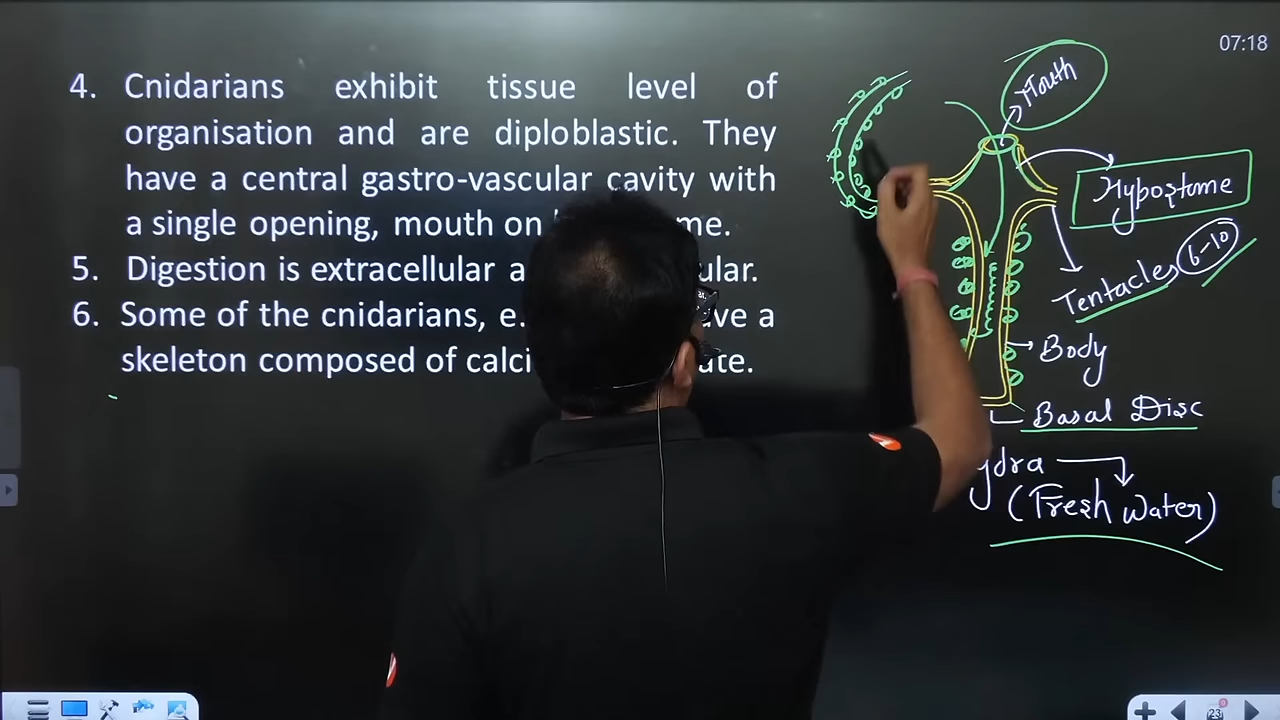 07:18
4. Cnidarians exhibit tissue level of
organisation and are diploblastic. They
have a central gastro-vascular cavity with
a single opening, mouth on
5. Digestion is extracellular
6. Some of the cnidarians,
skeleton composed of
Mouth
Hypostome
Tentacles 6-10
Body
Basal Disc
(Fresh Water)
23